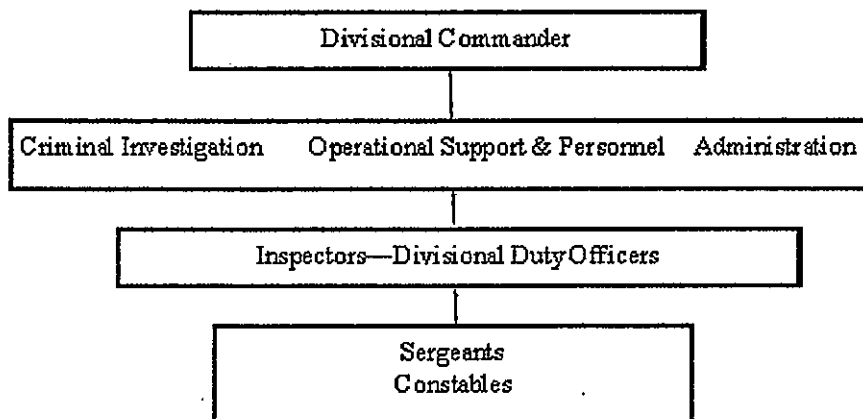 Divisional Commander
Criminal Investigation Operational Support & Personnel Administration
Inspectors—Divisional Duty Officers
Sergeants
Constables